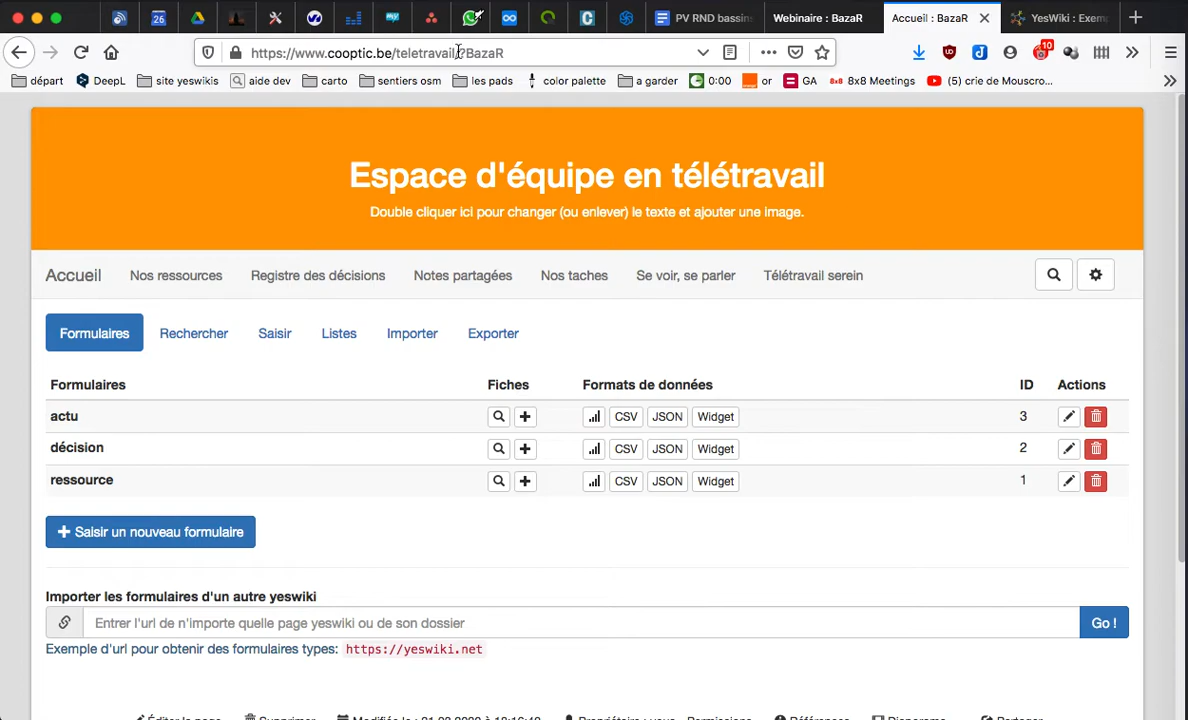 26
PV RND bassins
Webinaire : BazaR
Accueil : BazaR
YesWiki : Exemp
https://www.cooptic.be/teletravail/?BazaR
10
départ
DeepL
site yeswikis
aide dev
carto
sentiers osm
les pads
color palette
a garder
0:00
or
GA
8x8 Meetings
(5) crie de Mouscro...
Espace d'équipe en télétravail
Double cliquer ici pour changer (ou enlever) le texte et ajouter une image.
Accueil
Nos ressources
Registre des décisions
Notes partagées
Nos taches
Se voir, se parler
Télétravail serein
Formulaires
Rechercher
Saisir
Listes
Importer
Exporter
Formulaires Fiches Formats de données ID Actions
actu CSV JSON Widget 3
décision CSV JSON Widget 2
ressource CSV JSON Widget 1
Saisir un nouveau formulaire
Importer les formulaires d'un autre yeswiki
Entrer l'url de n'importe quelle page yeswiki ou de son dossier
Go !
Exemple d'url pour obtenir des formulaires types: https://yeswiki.net